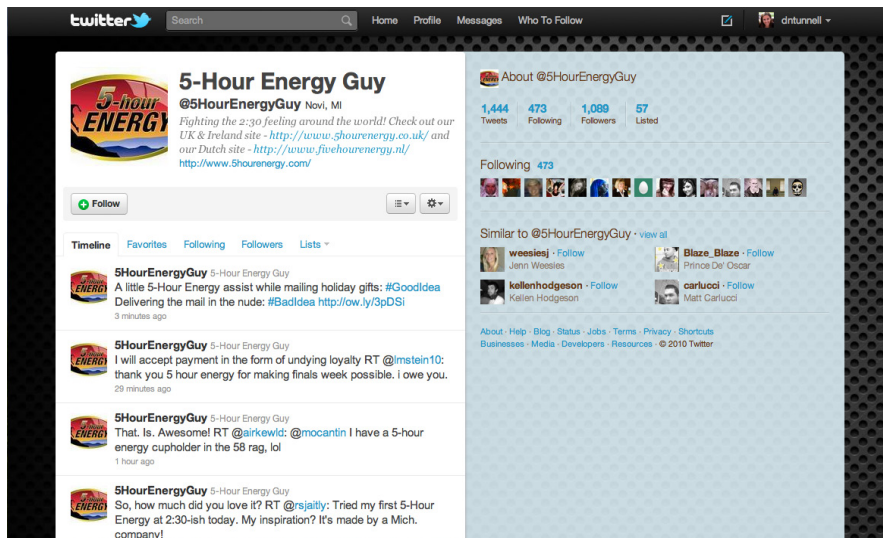 twitter Search Home Profile Messages Who To Follow dntunnell
5-hour ENERGY
5-Hour Energy Guy
@5HourEnergyGuy Novi, MI
Fighting the 2:30 feeling around the world! Check out our
UK & Ireland site - http://www.5hourenergy.co.uk/ and
our Dutch site - http://www.fivehourenergy.nl/
http://www.5hourenergy.com/
Follow
Timeline Favorites Following Followers Lists
5HourEnergyGuy 5-Hour Energy Guy
A little 5-Hour Energy assist while mailing holiday gifts: #GoodIdea
Delivering the mail in the nude: #BadIdea http://ow.ly/3pDSi
3 minutes ago
5HourEnergyGuy 5-Hour Energy Guy
I will accept payment in the form of undying loyalty RT @lmstein10:
thank you 5 hour energy for making finals week possible. i owe you.
29 minutes ago
5HourEnergyGuy 5-Hour Energy Guy
That. Is. Awesome! RT @airkewld: @mocantin I have a 5-hour
energy cupholder in the 58 rag, lol
1 hour ago
5HourEnergyGuy 5-Hour Energy Guy
So, how much did you love it? RT @rsjaitly: Tried my first 5-Hour
Energy at 2:30-ish today. My inspiration? It's made by a Mich.
company!
About @5HourEnergyGuy
1,444 473 1,089 57
Tweets Following Followers Listed
Following 473
Similar to @5HourEnergyGuy · view all
weesiesj · Follow
Jenn Weesies
Blaze_Blaze · Follow
Prince De' Oscar
kellenhodgeson · Follow
Kellen Hodgeson
carlucci · Follow
Matt Carlucci
About · Help · Blog · Status · Jobs · Terms · Privacy · Shortcuts
Businesses · Media · Developers · Resources · © 2010 Twitter